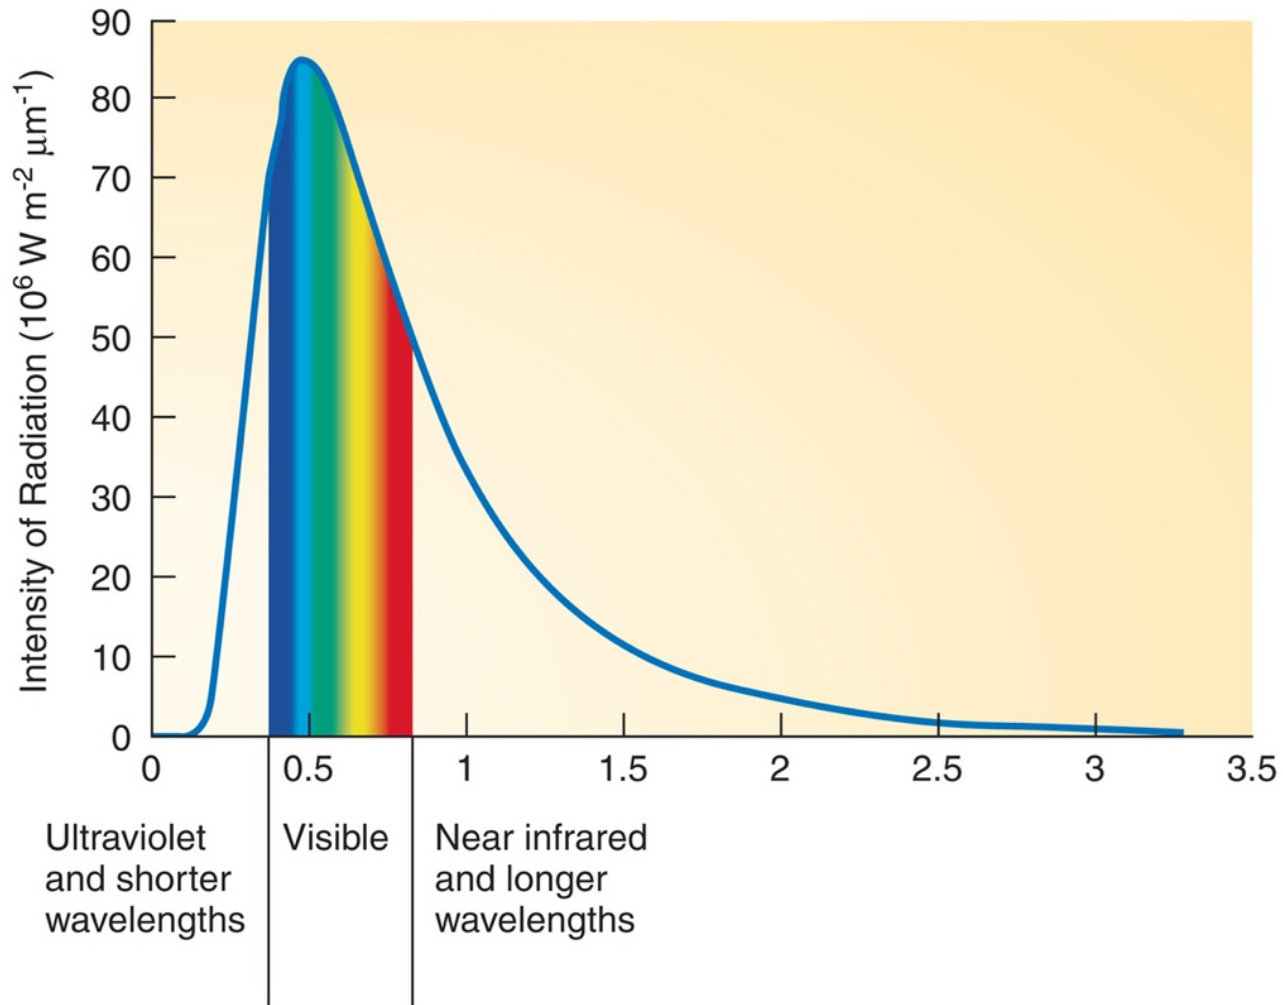 Intensity of Radiation (10⁶ W m⁻² μm⁻¹)
90
80
70
60
50
40
30
20
10
0
0 0.5 1 1.5 2 2.5 3 3.5
Ultraviolet
and shorter
wavelengths
Visible
Near infrared
and longer
wavelengths